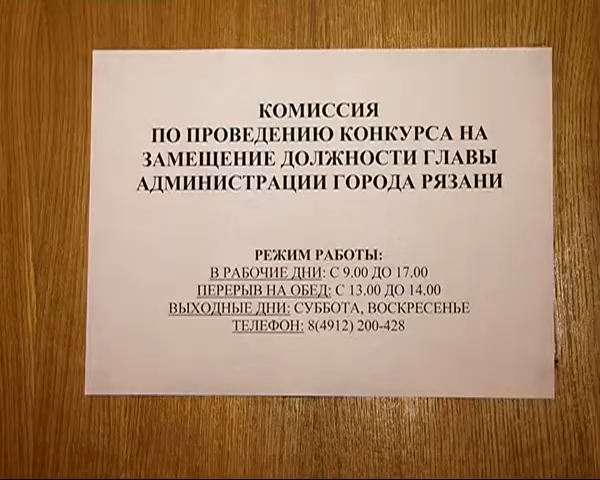 КОМИССИЯ
ПО ПРОВЕДЕНИЮ КОНКУРСА НА
ЗАМЕЩЕНИЕ ДОЛЖНОСТИ ГЛАВЫ
АДМИНИСТРАЦИИ ГОРОДА РЯЗАНИ
РЕЖИМ РАБОТЫ:
В РАБОЧИЕ ДНИ: С 9.00 ДО 17.00
ПЕРЕРЫВ НА ОБЕД: С 13.00 ДО 14.00
ВЫХОДНЫЕ ДНИ: СУББОТА, ВОСКРЕСЕНЬЕ
ТЕЛЕФОН: 8(4912) 200-428